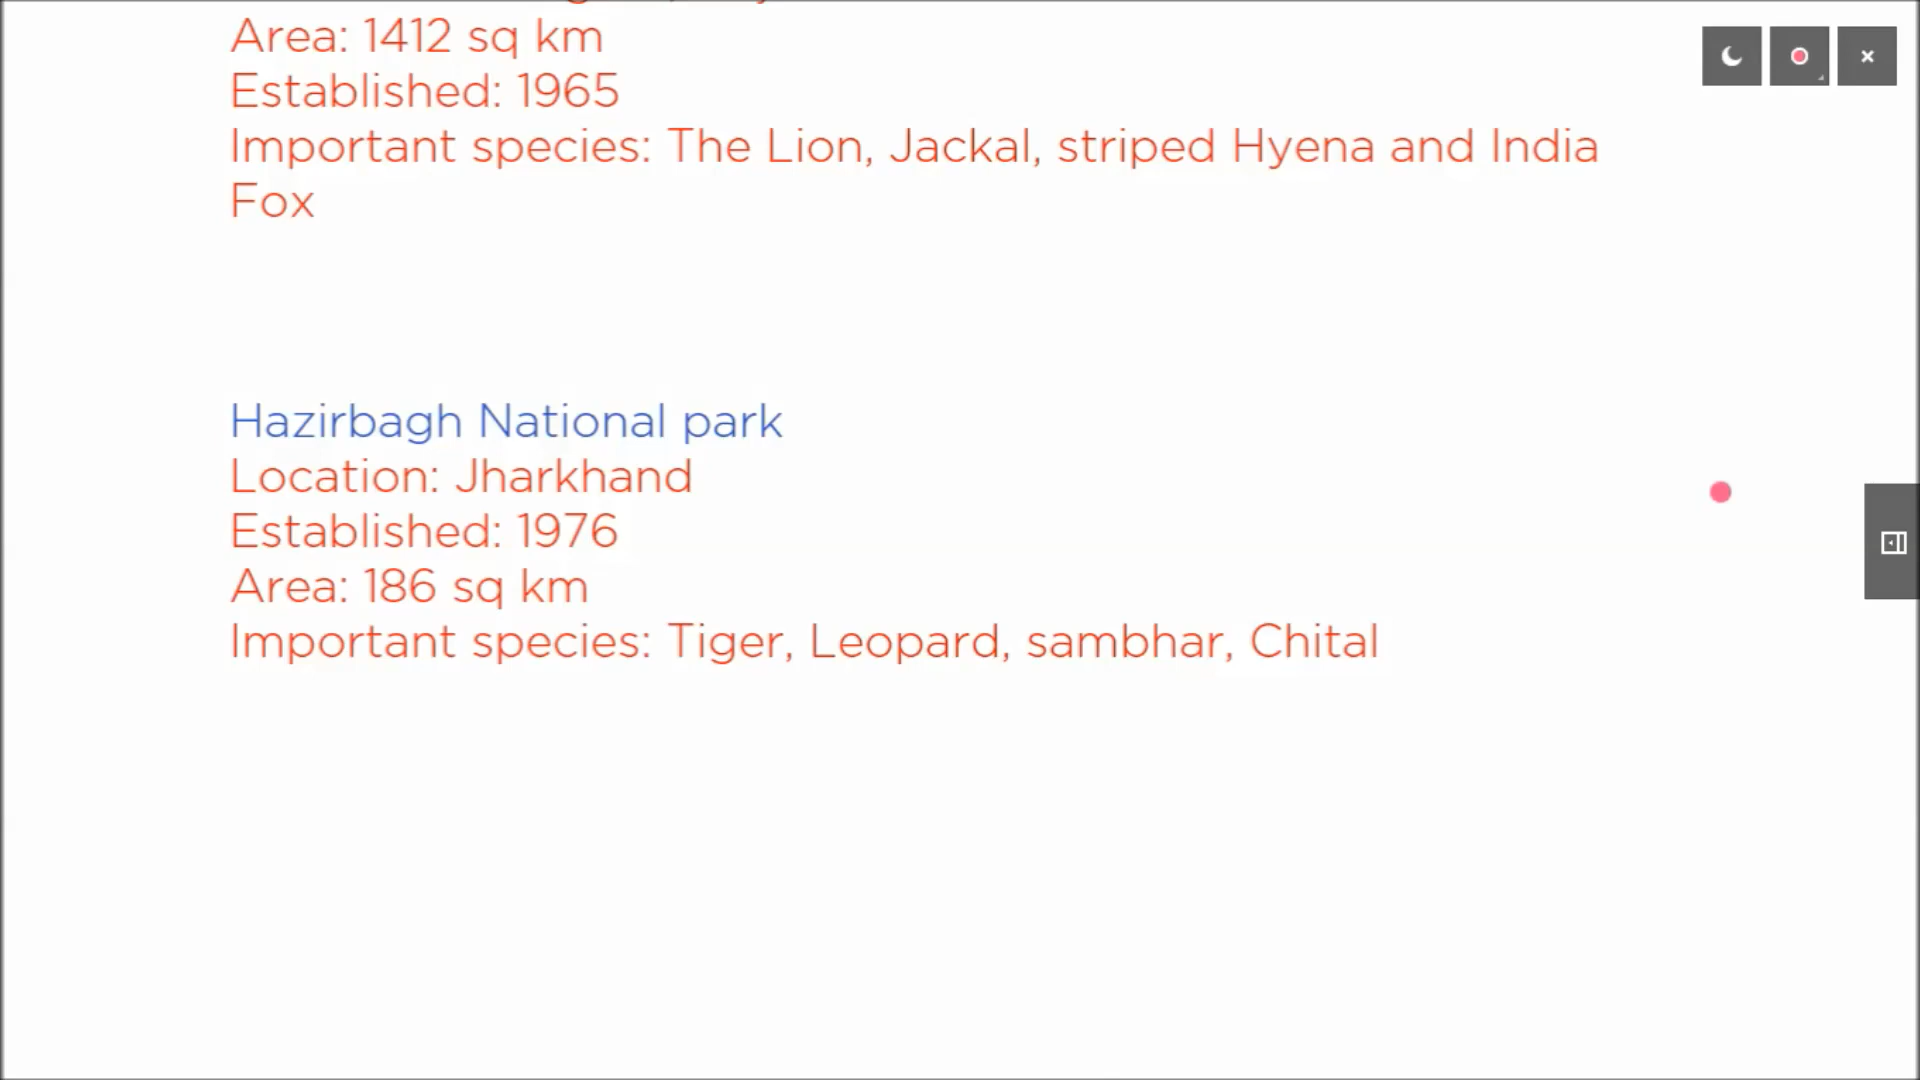 Area: 1412 sq km
Established: 1965
Important species: The Lion, Jackal, striped Hyena and India
Fox
Hazirbagh National park
Location: Jharkhand
Established: 1976
Area: 186 sq km
Important species: Tiger, Leopard, sambhar, Chital